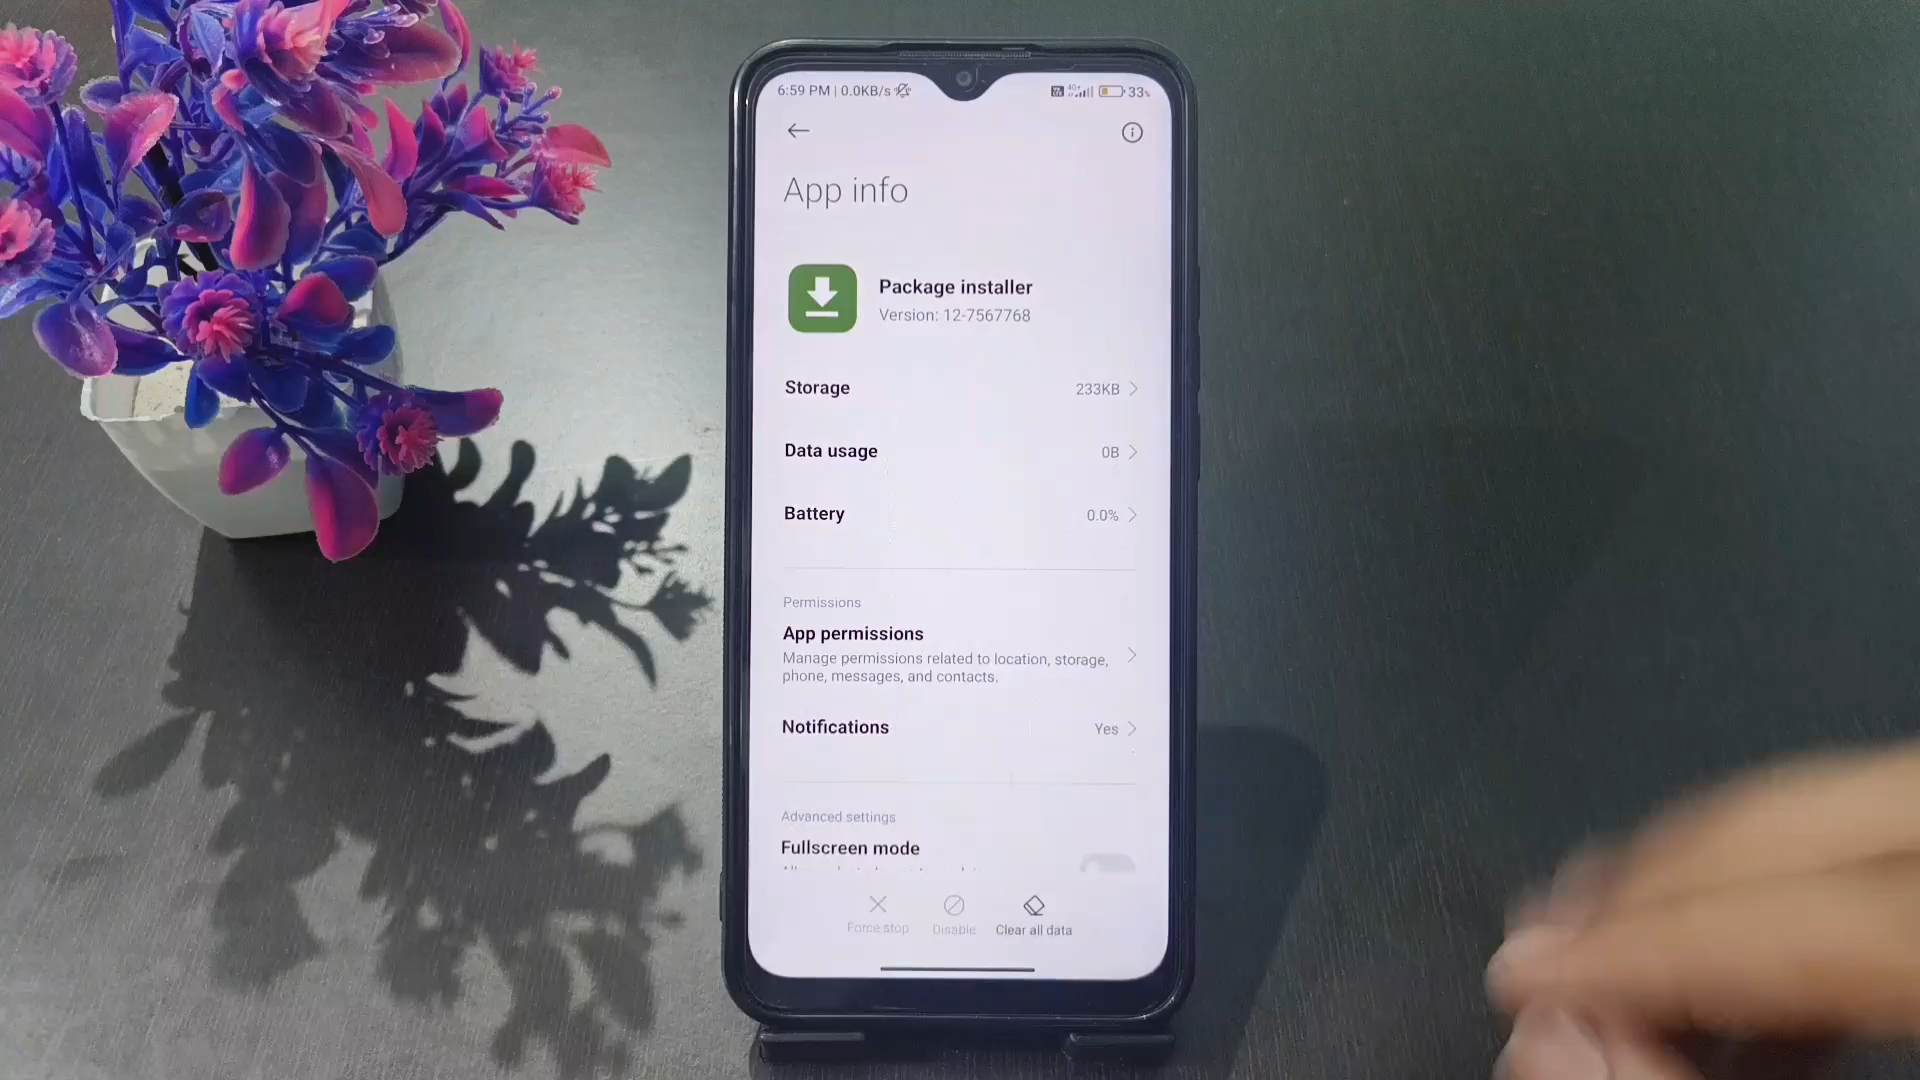 6:59 PM | 0.0KB/s
4G+
33%
App info
Package installer
Version: 12-7567768
Storage
233KB
Data usage
0B
Battery
0.0%
Permissions
App permissions
Manage permissions related to location, storage,
phone, messages, and contacts.
Notifications
Yes
Advanced settings
Fullscreen mode
Force stop
Disable
Clear all data